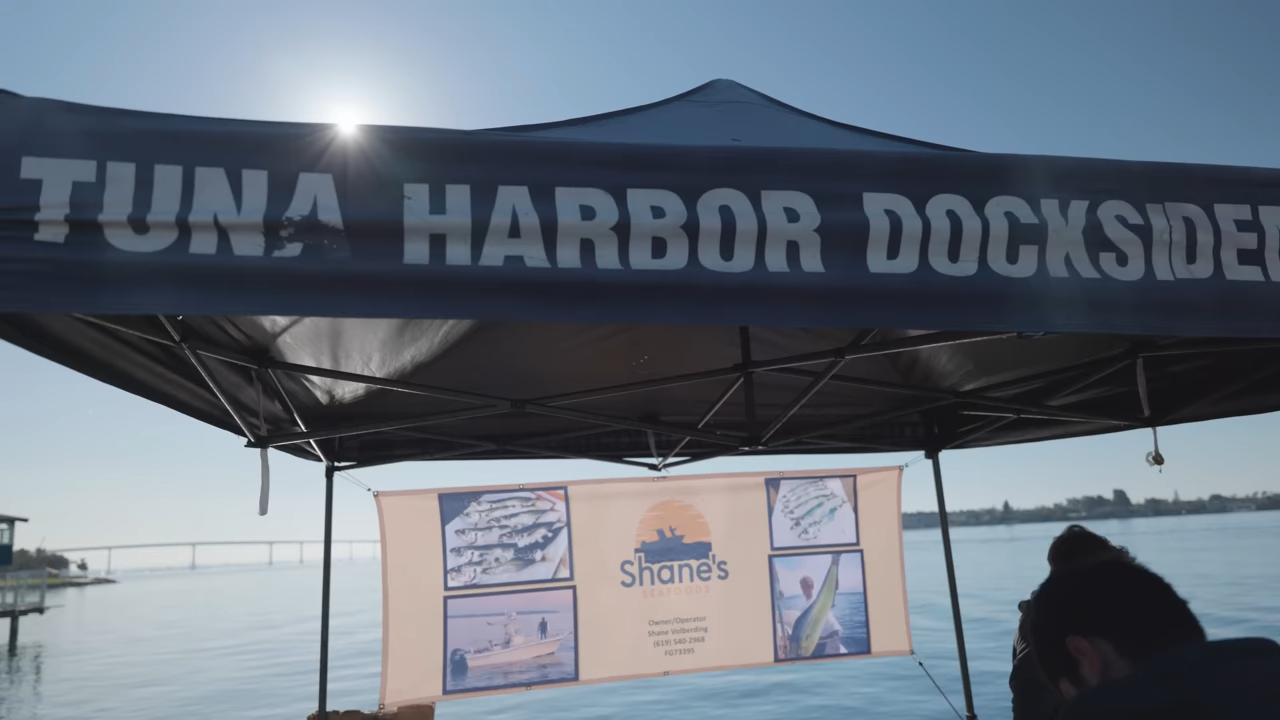 TUNA HARBOR DOCKSIDE
Shane's
SEAFOODS
Owner/Operator
Shane Volberding
(619) 540-2968
FG73395